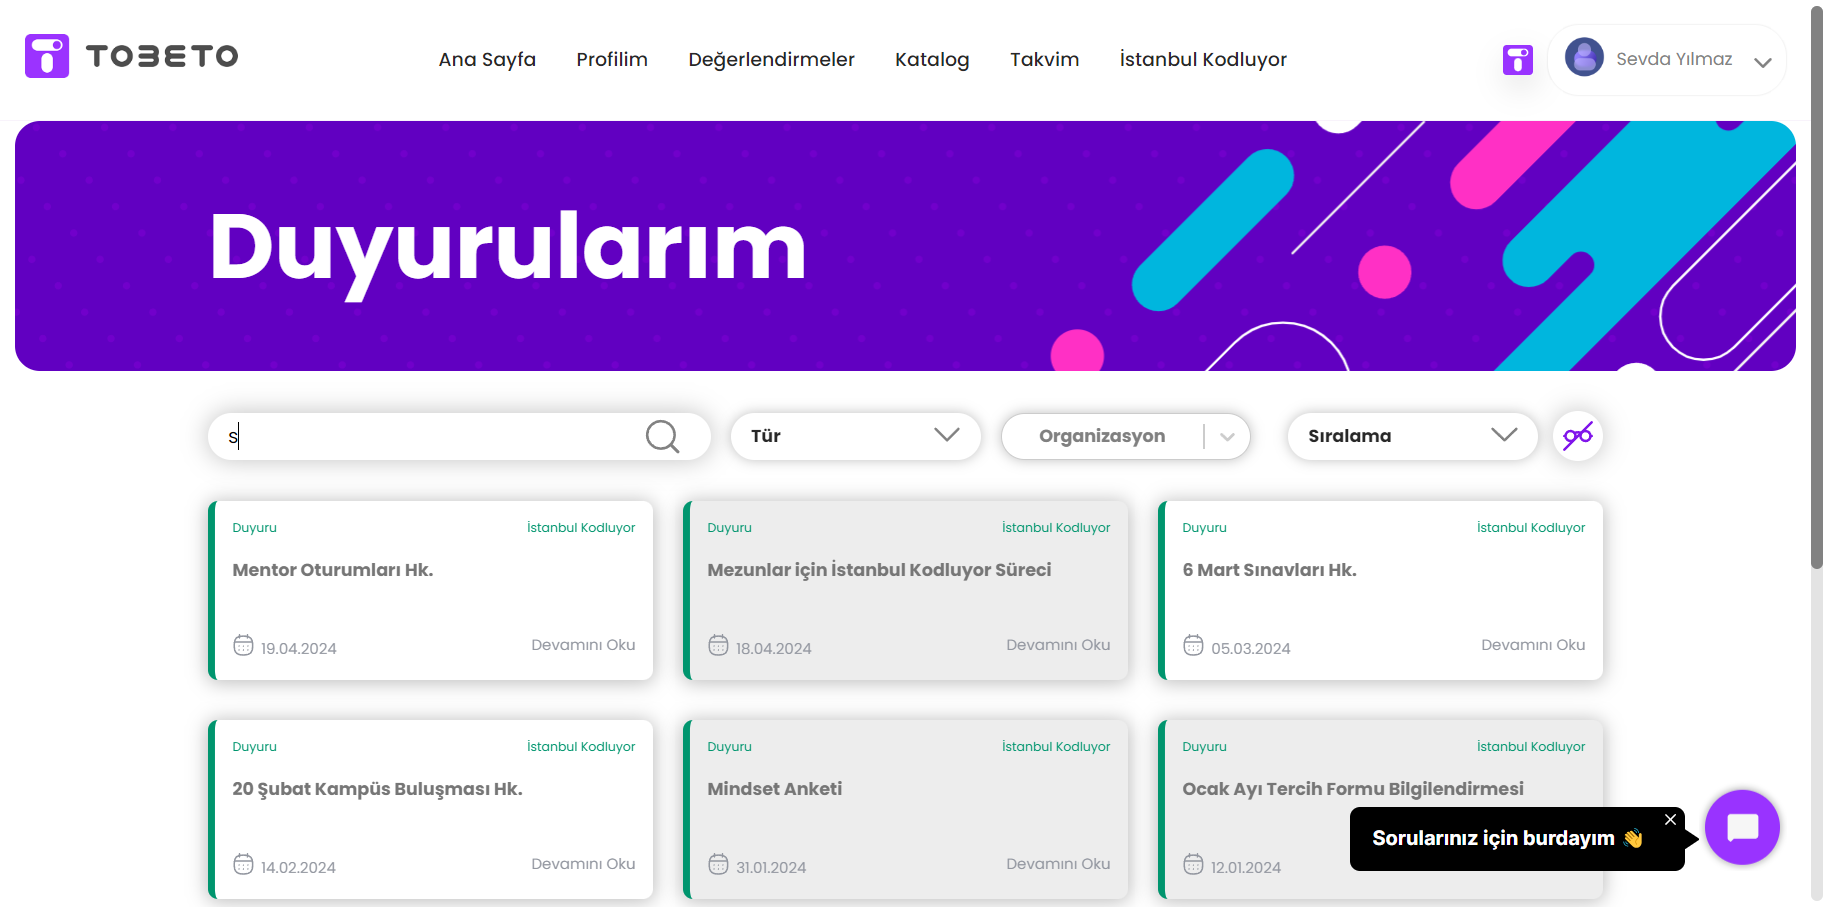 TOBETO
Ana Sayfa Profilim Değerlendirmeler Katalog Takvim İstanbul Kodluyor
Sevda Yılmaz
Duyurularım
s
Tür
Organizasyon
Sıralama
Duyuru İstanbul Kodluyor
Mentor Oturumları Hk.
19.04.2024 Devamını Oku
Duyuru İstanbul Kodluyor
Mezunlar için İstanbul Kodluyor Süreci
18.04.2024 Devamını Oku
Duyuru İstanbul Kodluyor
6 Mart Sınavları Hk.
05.03.2024 Devamını Oku
Duyuru İstanbul Kodluyor
20 Şubat Kampüs Buluşması Hk.
14.02.2024 Devamını Oku
Duyuru İstanbul Kodluyor
Mindset Anketi
31.01.2024 Devamını Oku
Duyuru İstanbul Kodluyor
Ocak Ayı Tercih Formu Bilgilendirmesi
12.01.2024
Sorularınız için burdayım 👋